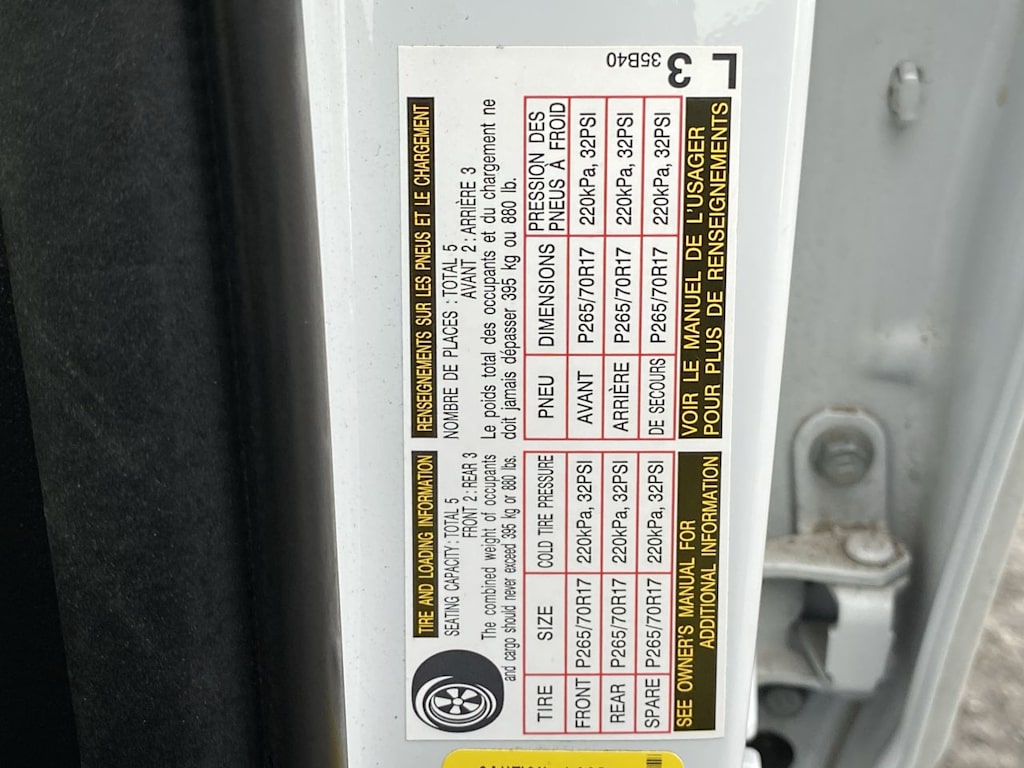 TIRE AND LOADING INFORMATION
SEATING CAPACITY : TOTAL 5
FRONT 2 : REAR 3
The combined weight of occupants
and cargo should never exceed 395 kg or 880 lbs.
TIRE SIZE COLD TIRE PRESSURE
FRONT P265/70R17 220kPa, 32PSI
REAR P265/70R17 220kPa, 32PSI
SPARE P265/70R17 220kPa, 32PSI
SEE OWNER'S MANUAL FOR
ADDITIONAL INFORMATION
RENSEIGNEMENTS SUR LES PNEUS ET LE CHARGEMENT
NOMBRE DE PLACES : TOTAL 5
AVANT 2 : ARRIÈRE 3
Le poids total des occupants et du chargement ne
doit jamais dépasser 395 kg ou 880 lb.
PNEU DIMENSIONS PRESSION DES
PNEUS À FROID
AVANT P265/70R17 220kPa, 32PSI
ARRIÈRE P265/70R17 220kPa, 32PSI
DE SECOURS P265/70R17 220kPa, 32PSI
VOIR LE MANUEL DE L'USAGER
POUR PLUS DE RENSEIGNEMENTS
35B40
3
L